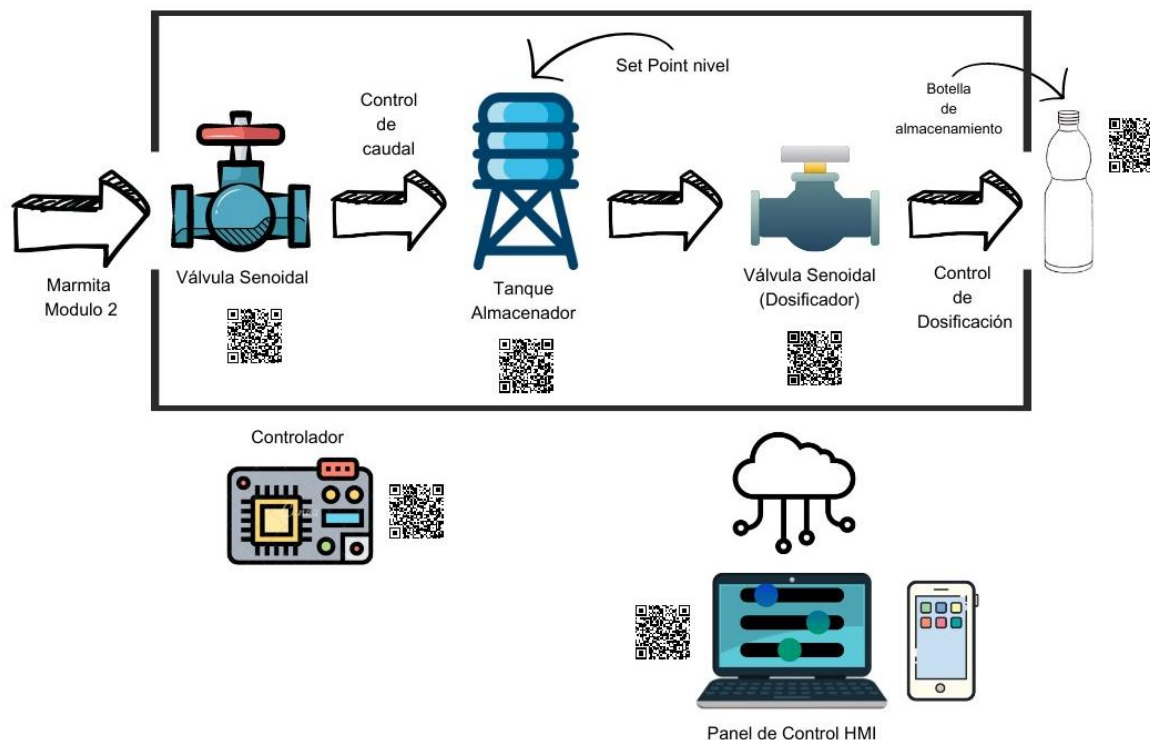 Set Point nivel
Control
de
caudal
Botella
de
almacenamiento
Marmita
Modulo 2
Válvula Senoidal
Tanque
Almacenador
Válvula Senoidal
(Dosificador)
Control
de
Dosificación
Controlador
Panel de Control HMI